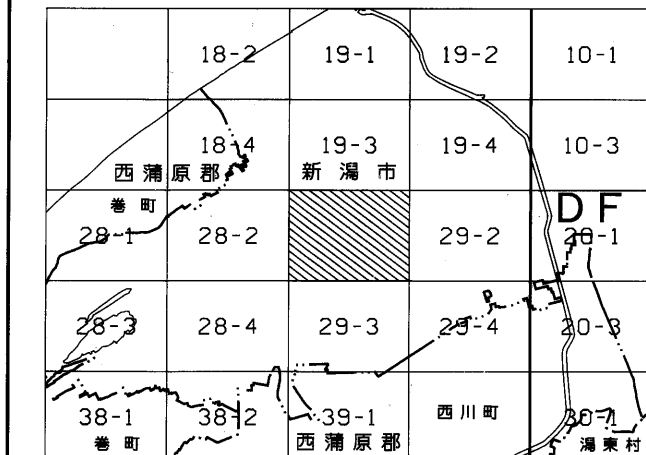 18-2 19-1 19-2 10-1
18-4 19-3 19-4 10-3
西蒲原郡 新潟市
巻町
DF
28-1 28-2 29-2 20-1
28-3 28-4 29-3 29-4 20-3
38-1 38-2 39-1 西川町 30-1
巻町 西蒲原郡 潟東村